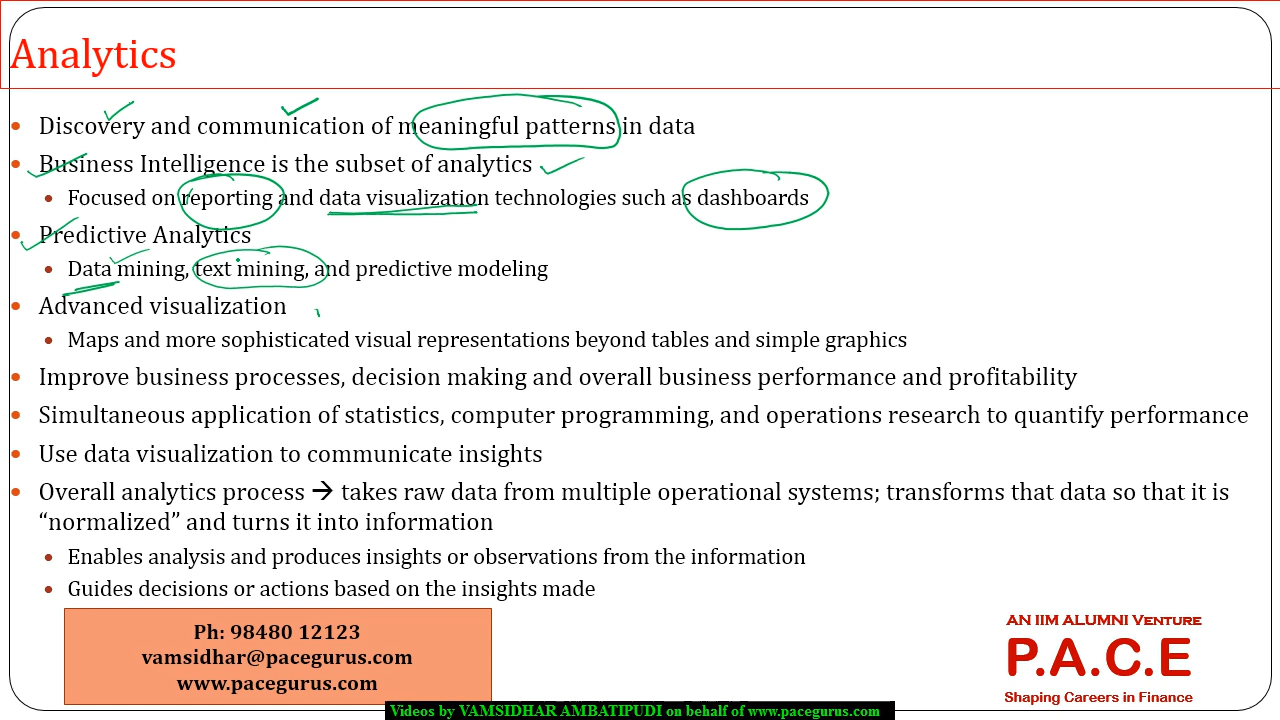 Analytics
Discovery and communication of meaningful patterns in data
Business Intelligence is the subset of analytics
Focused on reporting and data visualization technologies such as dashboards
Predictive Analytics
Data mining, text mining, and predictive modeling
Advanced visualization
Maps and more sophisticated visual representations beyond tables and simple graphics
Improve business processes, decision making and overall business performance and profitability
Simultaneous application of statistics, computer programming, and operations research to quantify performance
Use data visualization to communicate insights
Overall analytics process → takes raw data from multiple operational systems; transforms that data so that it is
“normalized” and turns it into information
Enables analysis and produces insights or observations from the information
Guides decisions or actions based on the insights made
Ph: 98480 12123
vamsidhar@pacegurus.com
www.pacegurus.com
AN IIM ALUMNI VENTURE
P.A.C.E
Shaping Careers in Finance
Videos by VAMSIDHAR AMBATIPUDI on behalf of www.pacegurus.com